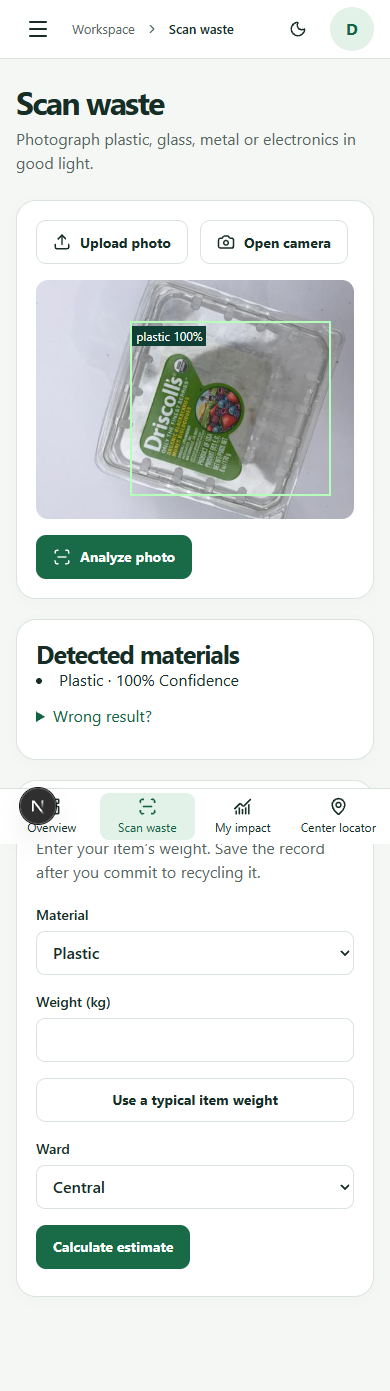 Workspace > Scan waste
D
Scan waste
Photograph plastic, glass, metal or electronics in
good light.
Upload photo
Open camera
plastic 100%
Driscoll's
Analyze photo
Detected materials
• Plastic · 100% Confidence
Wrong result?
N
Overview
Scan waste
My impact
Center locator
Enter your item's weight. Save the record
after you commit to recycling it.
Material
Plastic
Weight (kg)
Use a typical item weight
Ward
Central
Calculate estimate